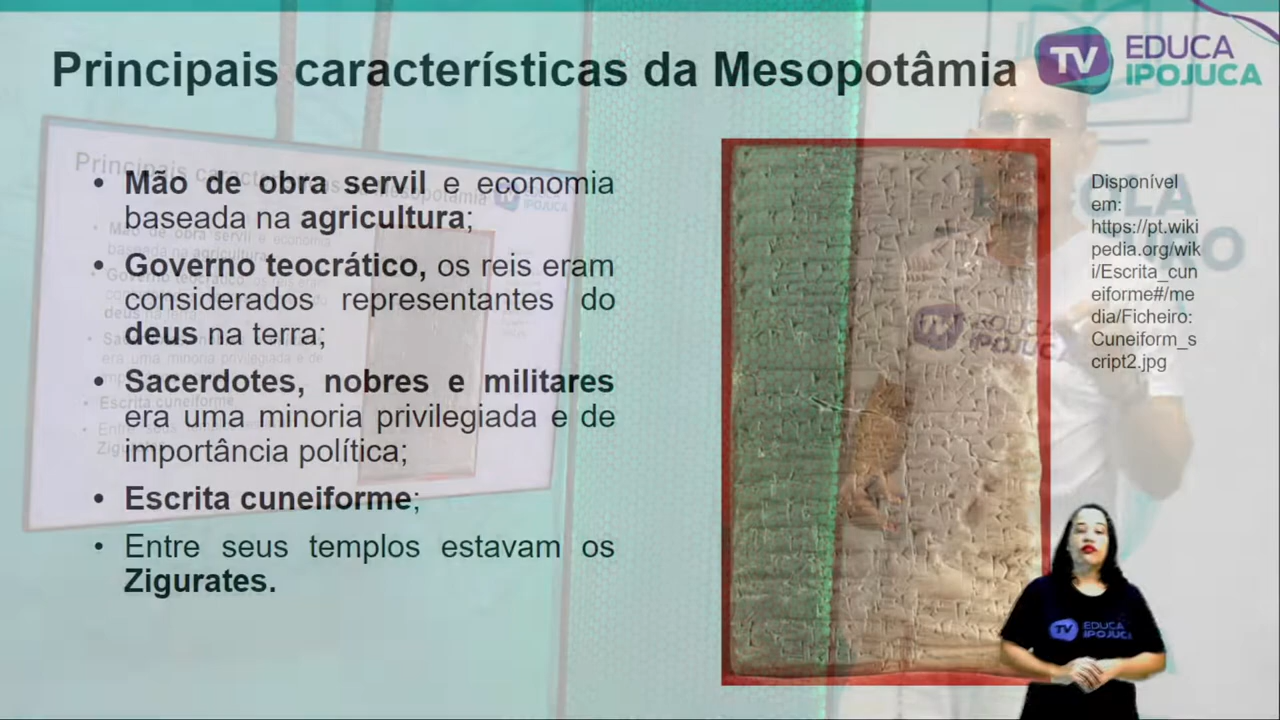 Principais características da Mesopotâmia
TV EDUCA
IPOJUCA
• Mão de obra servil e economia
baseada na agricultura;
• Governo teocrático, os reis eram
considerados representantes do
deus na terra;
• Sacerdotes, nobres e militares
era uma minoria privilegiada e de
importância política;
• Escrita cuneiforme;
• Entre seus templos estavam os
Zigurates.
Disponível
em:
https://pt.wiki
pedia.org/wik
i/Escrita_cun
eiforme#/me
dia/Ficheiro:
Cuneiform_s
cript2.jpg
TV EDUCA
IPOJUCA
TV EDUCA
IPOJUCA